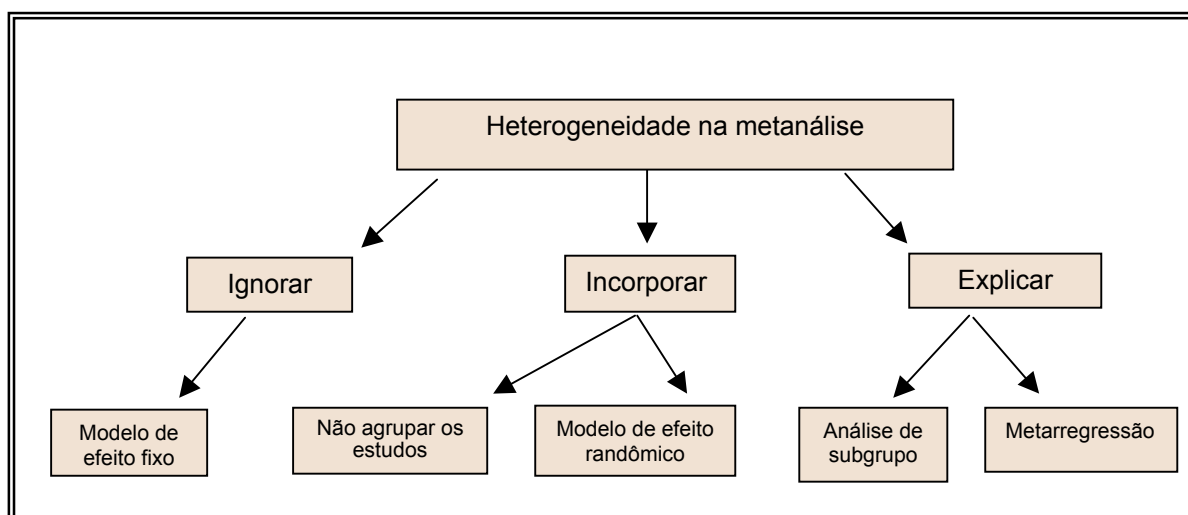 Heterogeneidade na metanálise
Ignorar
Incorporar
Explicar
Modelo de
efeito fixo
Não agrupar os
estudos
Modelo de efeito
randômico
Análise de
subgrupo
Metarregressão